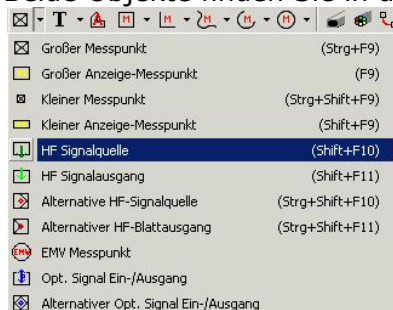 Beide Objekte finden Sie in d
T A M M M M M
Großer Messpunkt (Strg+F9)
Großer Anzeige-Messpunkt (F9)
Kleiner Messpunkt (Strg+Shift+F9)
Kleiner Anzeige-Messpunkt (Shift+F9)
HF Signalquelle (Shift+F10)
HF Signalausgang (Shift+F11)
Alternative HF-Signalquelle (Strg+F10)
Alternativer HF-Blattausgang (Strg+Shift+F11)
EMV EMV Messpunkt
Opt. Signal Ein-/Ausgang
Alternativer Opt. Signal Ein-/Ausgang